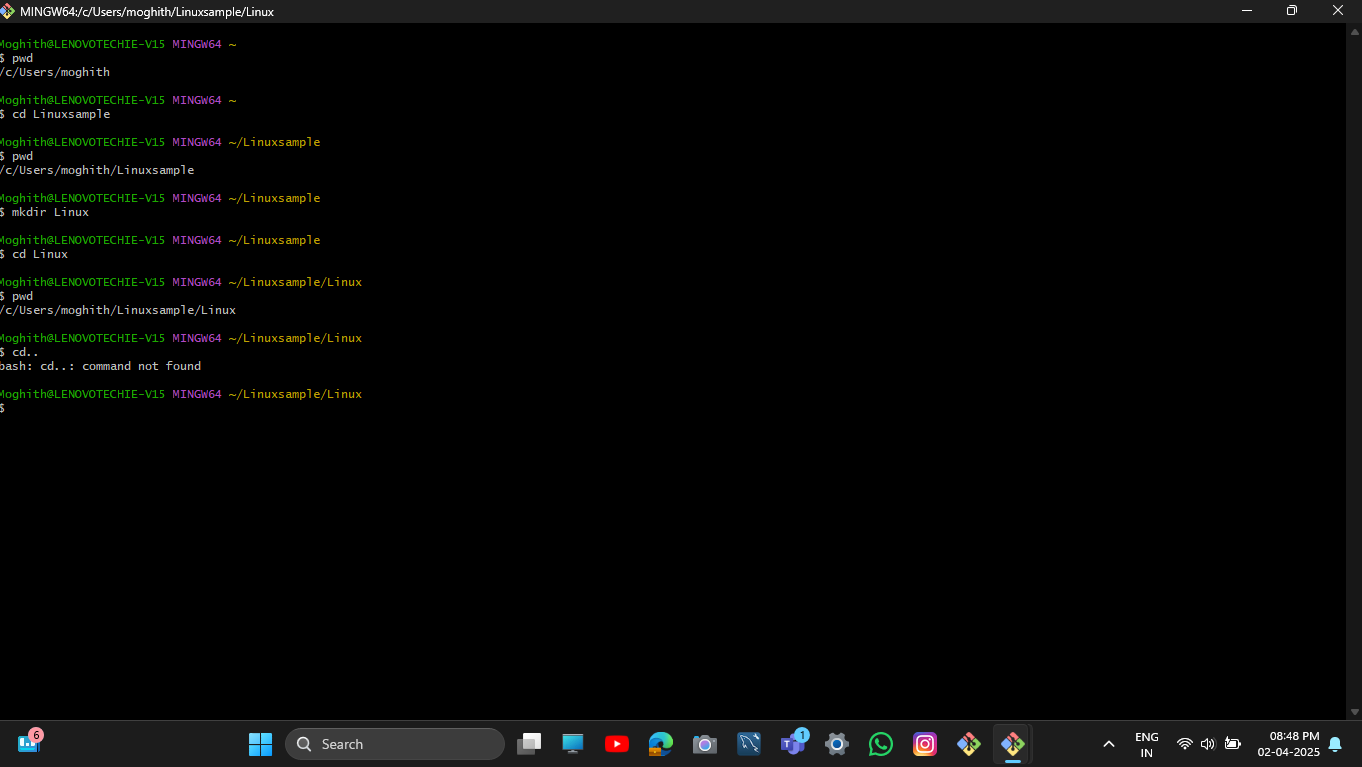 MINGW64:/c/Users/moghith/Linuxsample/Linux
Moghith@LENOVOTECHIE-V15 MINGW64 ~
$ pwd
/c/Users/moghith
Moghith@LENOVOTECHIE-V15 MINGW64 ~
$ cd Linuxsample
Moghith@LENOVOTECHIE-V15 MINGW64 ~/Linuxsample
$ pwd
/c/Users/moghith/Linuxsample
Moghith@LENOVOTECHIE-V15 MINGW64 ~/Linuxsample
$ mkdir Linux
Moghith@LENOVOTECHIE-V15 MINGW64 ~/Linuxsample
$ cd Linux
Moghith@LENOVOTECHIE-V15 MINGW64 ~/Linuxsample/Linux
$ pwd
/c/Users/moghith/Linuxsample/Linux
Moghith@LENOVOTECHIE-V15 MINGW64 ~/Linuxsample/Linux
$ cd..
bash: cd..: command not found
Moghith@LENOVOTECHIE-V15 MINGW64 ~/Linuxsample/Linux
$
6
Search
1
ENG
IN
08:48 PM
02-04-2025